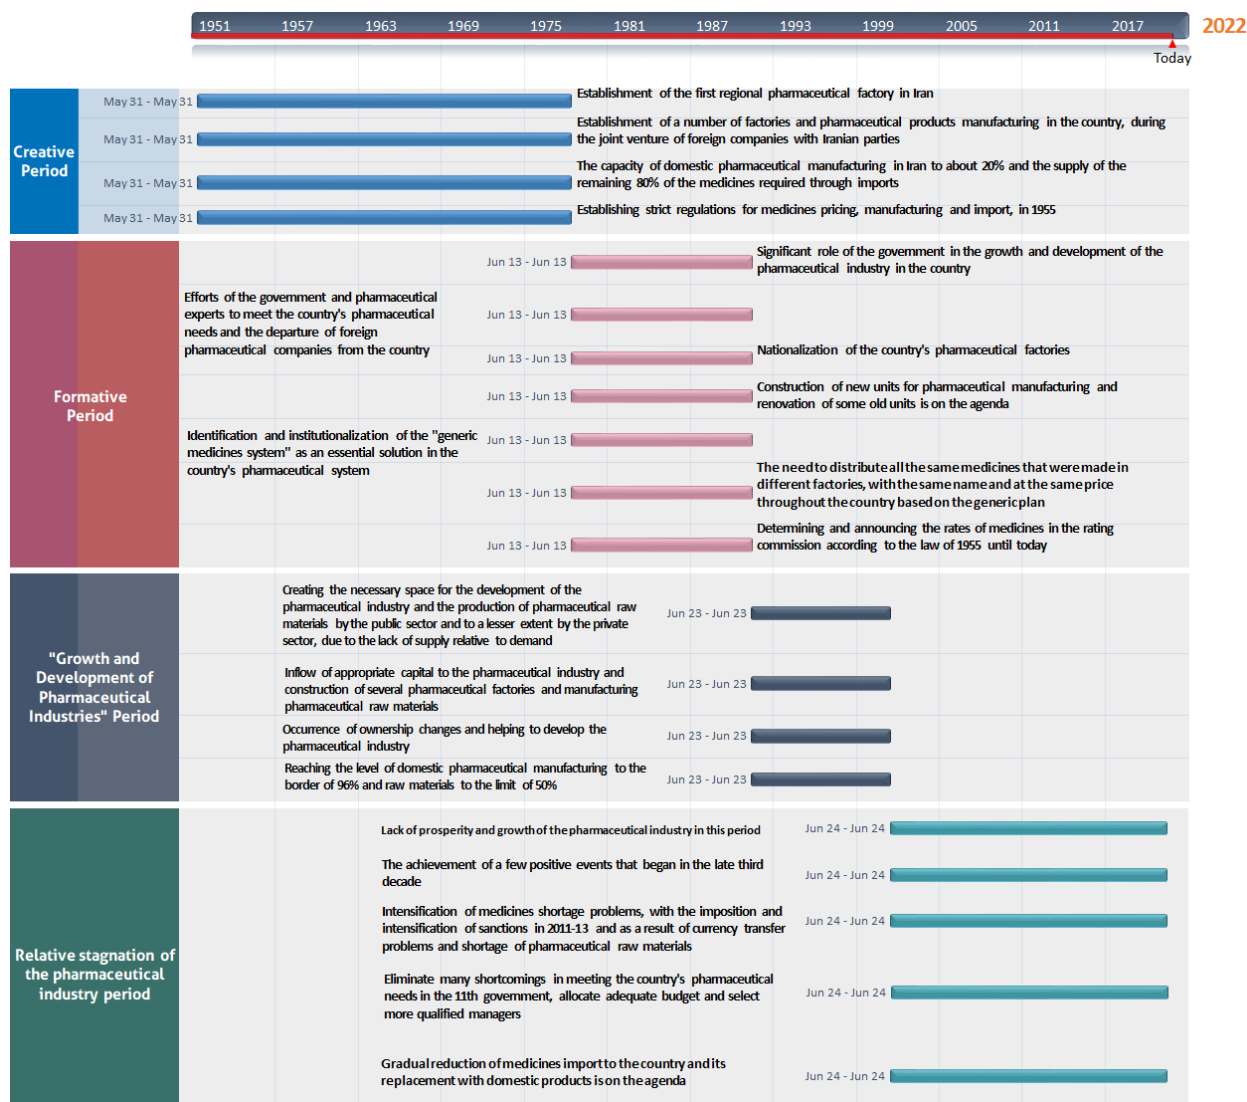 1951 1957 1963 1969 1975 1981 1987 1993 1999 2005 2011 2017 2022
Today
Creative
Period
May 31 - May 31
Establishment of the first regional pharmaceutical factory in Iran
May 31 - May 31
Establishment of a number of factories and pharmaceutical products manufacturing in the country, during
the joint venture of foreign companies with Iranian parties
May 31 - May 31
The capacity of domestic pharmaceutical manufacturing in Iran to about 20% and the supply of the
remaining 80% of the medicines required through imports
May 31 - May 31
Establishing strict regulations for medicines pricing, manufacturing and import, in 1955
Formative
Period
Jun 13 - Jun 13
Significant role of the government in the growth and development of the
pharmaceutical industry in the country
Efforts of the government and pharmaceutical
experts to meet the country's pharmaceutical
needs and the departure of foreign
pharmaceutical companies from the country
Jun 13 - Jun 13
Jun 13 - Jun 13
Nationalization of the country's pharmaceutical factories
Jun 13 - Jun 13
Construction of new units for pharmaceutical manufacturing and
renovation of some old units is on the agenda
Identification and institutionalization of the "generic
medicines system" as an essential solution in the
country's pharmaceutical system
Jun 13 - Jun 13
Jun 13 - Jun 13
The need to distribute all the same medicines that were made in
different factories, with the same name and at the same price
throughout the country based on the generic plan
Jun 13 - Jun 13
Determining and announcing the rates of medicines in the rating
commission according to the law of 1955 until today
"Growth and
Development of
Pharmaceutical
Industries" Period
Creating the necessary space for the development of the
pharmaceutical industry and the production of pharmaceutical raw
materials by the public sector and to a lesser extent by the private
sector, due to the lack of supply relative to demand
Jun 23 - Jun 23
Inflow of appropriate capital to the pharmaceutical industry and
construction of several pharmaceutical factories and manufacturing
pharmaceutical raw materials
Jun 23 - Jun 23
Occurrence of ownership changes and helping to develop the
pharmaceutical industry
Jun 23 - Jun 23
Reaching the level of domestic pharmaceutical manufacturing to the
border of 96% and raw materials to the limit of 50%
Jun 23 - Jun 23
Relative stagnation of
the pharmaceutical
industry period
Lack of prosperity and growth of the pharmaceutical industry in this period
Jun 24 - Jun 24
The achievement of a few positive events that began in the late third
decade
Jun 24 - Jun 24
Intensification of medicines shortage problems, with the imposition and
intensification of sanctions in 2011-13 and as a result of currency transfer
problems and shortage of pharmaceutical raw materials
Jun 24 - Jun 24
Eliminate many shortcomings in meeting the country's pharmaceutical
needs in the 11th government, allocate adequate budget and select
more qualified managers
Jun 24 - Jun 24
Gradual reduction of medicines import to the country and its
replacement with domestic products is on the agenda
Jun 24 - Jun 24